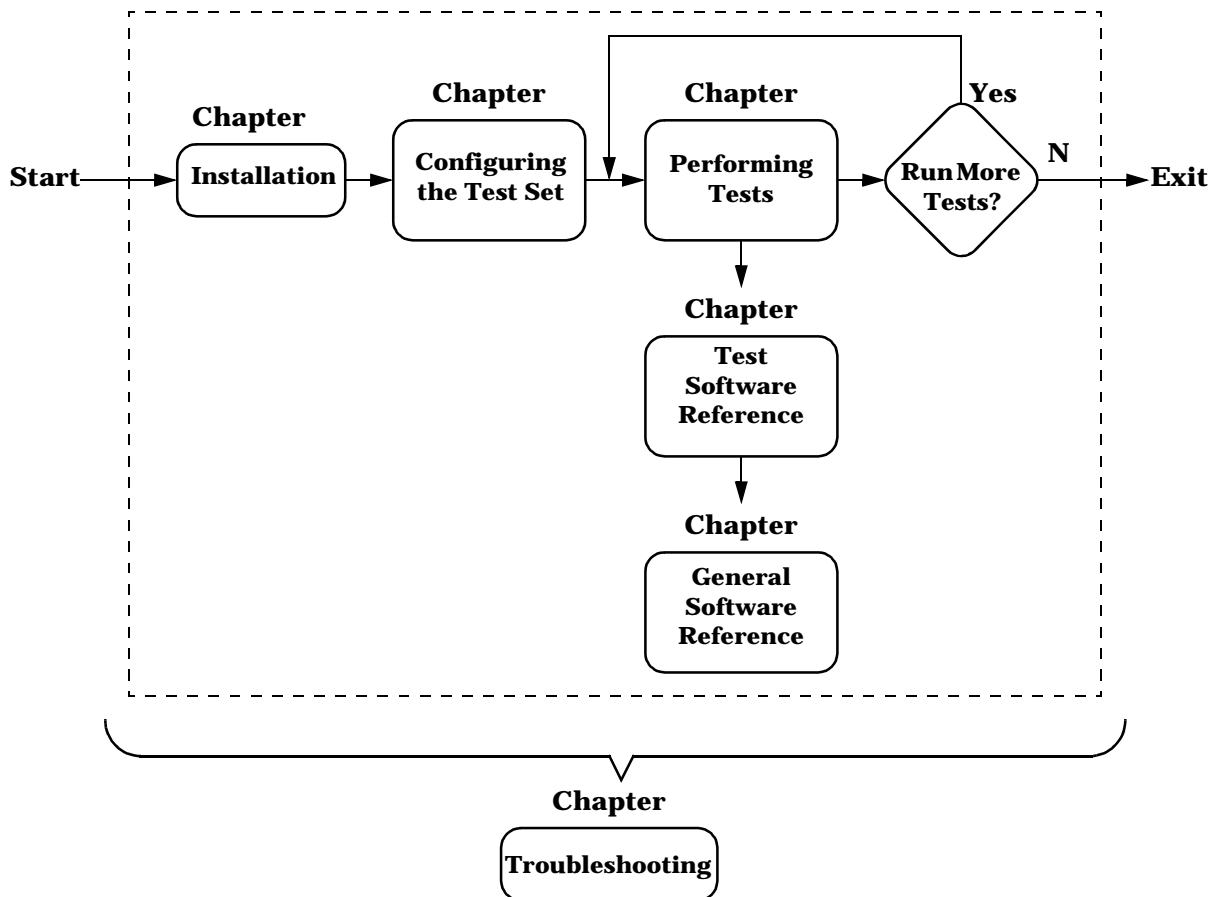 Chapter
Chapter
Chapter
Yes
Start
Installation
Configuring
the Test Set
Performing
Tests
Run More
Tests?
N
Exit
Chapter
Test
Software
Reference
Chapter
General
Software
Reference
Chapter
Troubleshooting